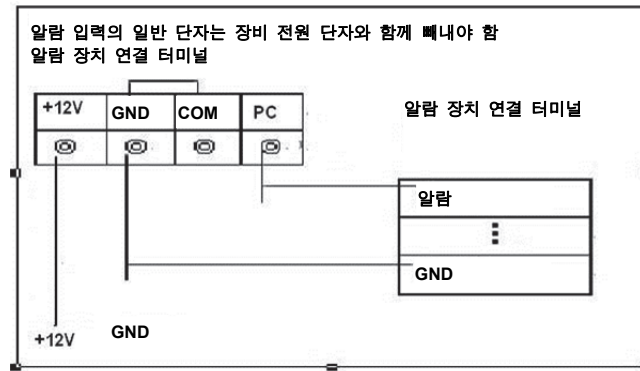 알람 입력의 일반 단자는 장비 전원 단자와 함께 빼내야 함
알람 장치 연결 터미널
+12V GND COM PC
알람 장치 연결 터미널
알람
GND
+12V GND